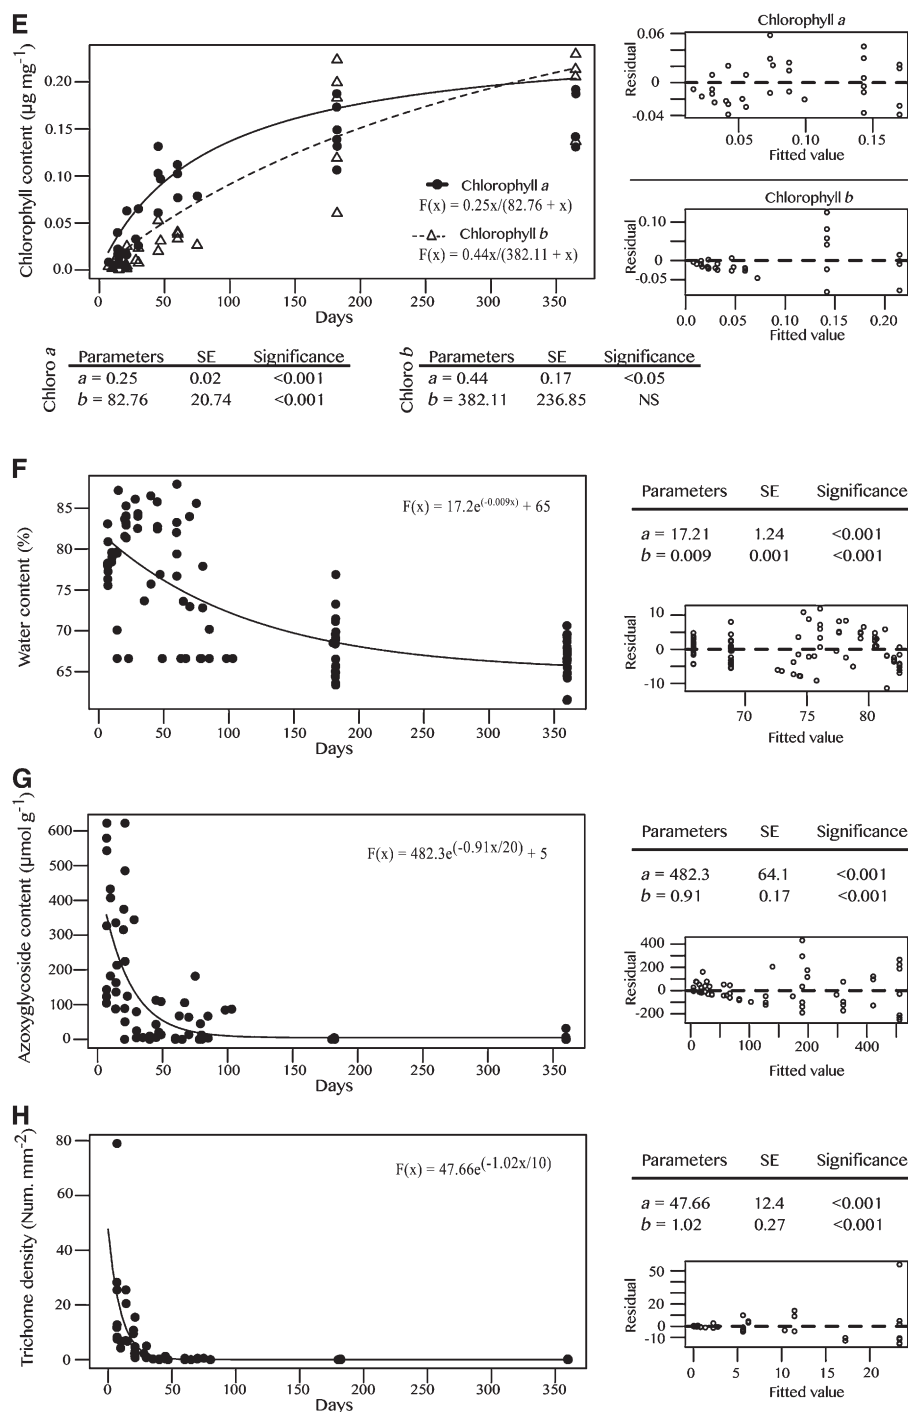 E
Chlorophyll content (µg mg-1)
0.20
0.15
0.10
0.05
0.0
Chlorophyll a
F(x) = 0.25x/(82.76 + x)
Chlorophyll b
F(x) = 0.44x/(382.11 + x)
0 50 100 150 200 250 300 350
Days
Chlorophyll a
Residual
0.06
0
-0.04
0.05 0.10 0.15
Fitted value
Chlorophyll b
Residual
0.10
0
-0.05
0.0 0.05 0.10 0.15 0.20
Fitted value
Chloro a
Parameters SE Significance
a = 0.25 0.02 <0.001
b = 82.76 20.74 <0.001
Chloro b
Parameters SE Significance
a = 0.44 0.17 <0.05
b = 382.11 236.85 NS
F
Water content (%)
85
80
75
70
65
F(x) = 17.2e(-0.009x) + 65
0 50 100 150 200 250 300 350
Days
Parameters SE Significance
a = 17.21 1.24 <0.001
b = 0.009 0.001 <0.001
Residual
10
0
-10
70 75 80
Fitted value
G
Azoxyglycoside content (µmol g-1)
600
500
400
300
200
100
0
F(x) = 482.3e(-0.91x/20) + 5
0 50 100 150 200 250 300 350
Days
Parameters SE Significance
a = 482.3 64.1 <0.001
b = 0.91 0.17 <0.001
Residual
400
200
0
-200
0 100 200 400
Fitted value
H
Trichome density (Num. mm-2)
80
60
40
20
0
F(x) = 47.66e(-1.02x/10)
0 50 100 150 200 250 300 350
Days
Parameters SE Significance
a = 47.66 12.4 <0.001
b = 1.02 0.27 <0.001
Residual
50
20
0
-10
0 5 10 15 20
Fitted value